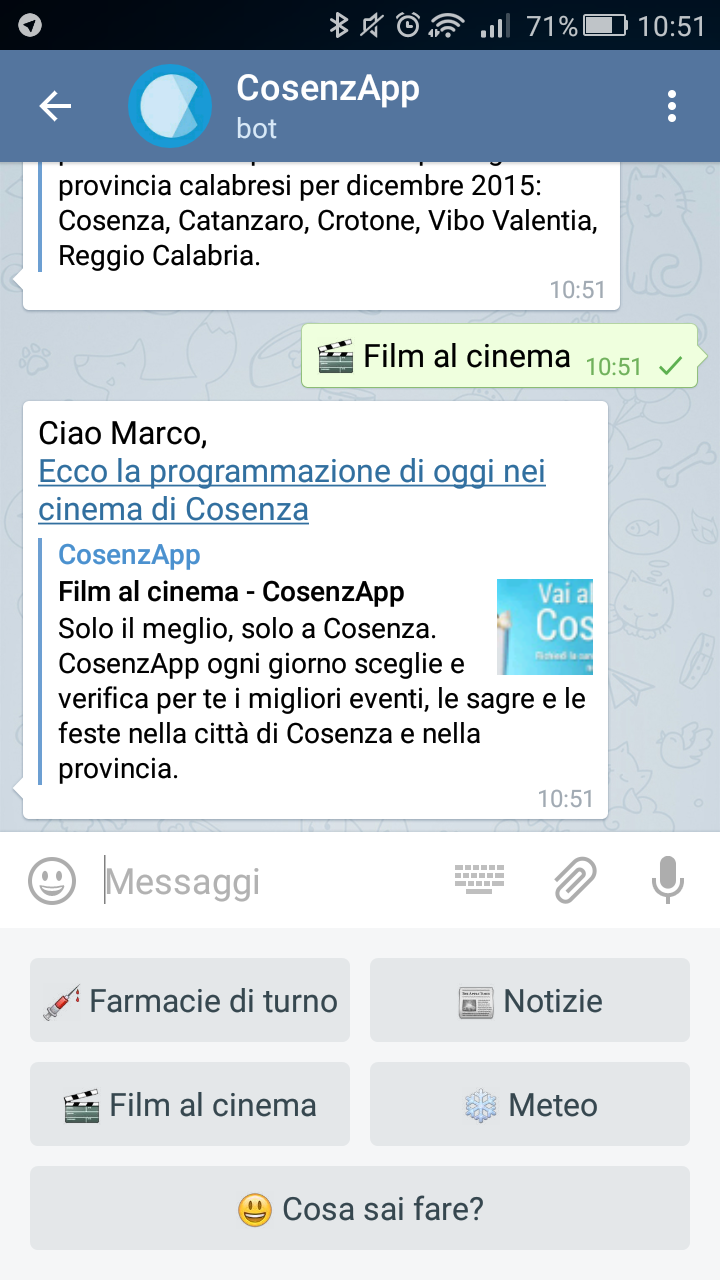 71% 10:51
CosenzApp
bot
provincia calabresi per dicembre 2015:
Cosenza, Catanzaro, Crotone, Vibo Valentia,
Reggio Calabria.
10:51
Film al cinema 10:51
Ciao Marco,
Ecco la programmazione di oggi nei
cinema di Cosenza
CosenzApp
Film al cinema - CosenzApp
Vai al
Cos
Solo il meglio, solo a Cosenza.
CosenzApp ogni giorno sceglie e
verifica per te i migliori eventi, le sagre e le
feste nella città di Cosenza e nella
provincia.
10:51
Messaggi
Farmacie di turno
Notizie
Film al cinema
Meteo
Cosa sai fare?